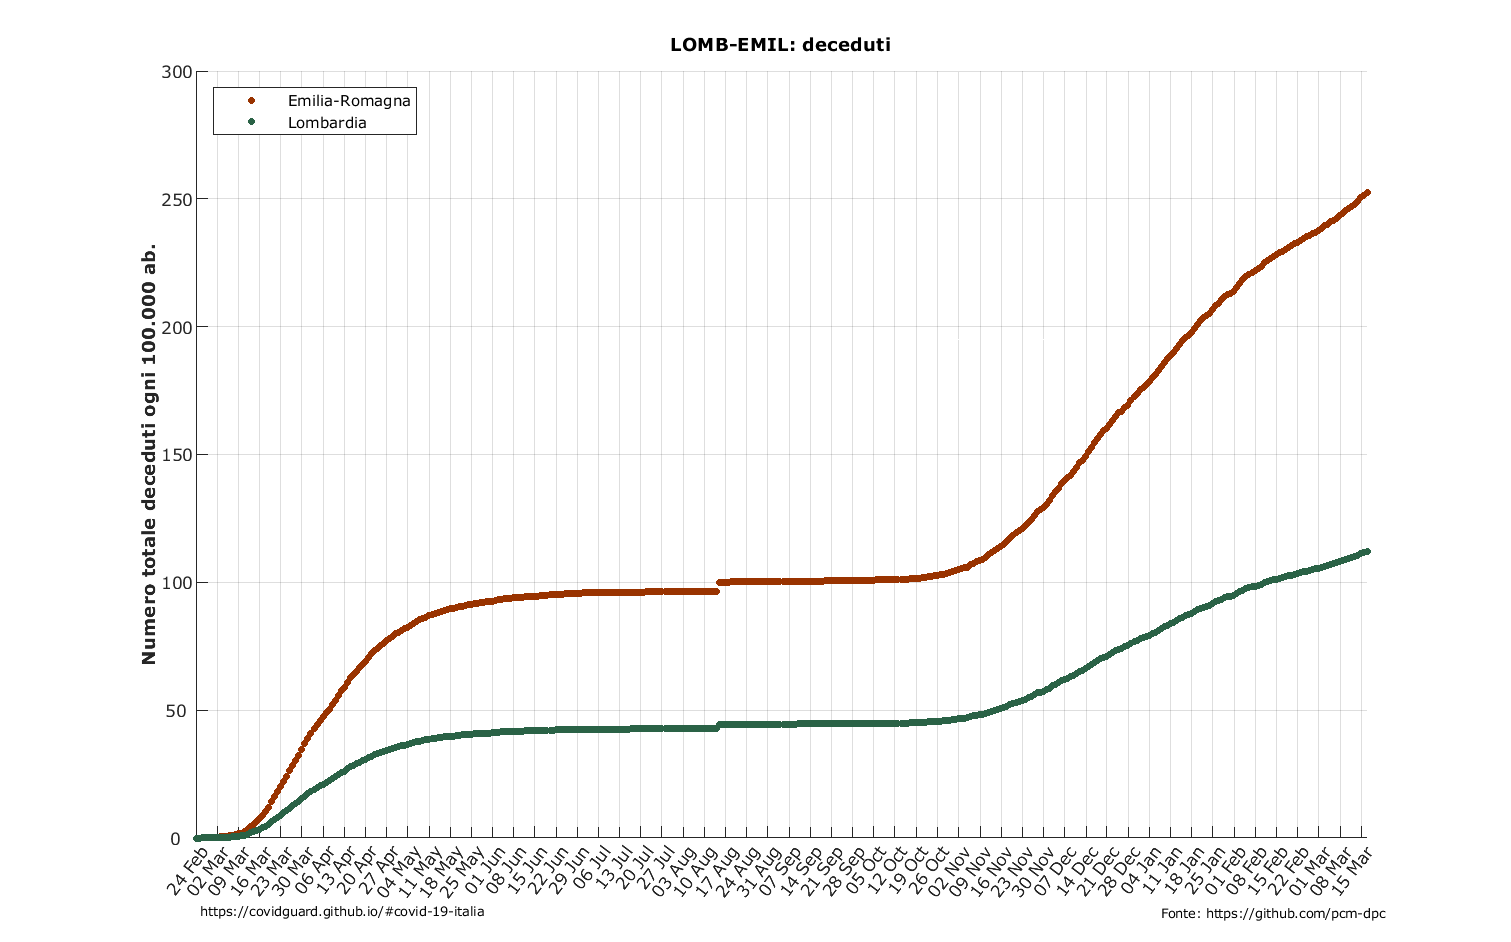 LOMB-EMIL: deceduti
Numero totale deceduti ogni 100.000 ab.
300
250
200
150
100
50
0
Emilia-Romagna
Lombardia
24 Feb
02 Mar
09 Mar
16 Mar
23 Mar
30 Mar
06 Apr
13 Apr
20 Apr
27 Apr
04 May
11 May
18 May
25 May
01 Jun
08 Jun
15 Jun
22 Jun
29 Jun
06 Jul
13 Jul
20 Jul
27 Jul
03 Aug
10 Aug
17 Aug
24 Aug
31 Aug
07 Sep
14 Sep
21 Sep
28 Sep
05 Oct
12 Oct
19 Oct
26 Oct
02 Nov
09 Nov
16 Nov
23 Nov
30 Nov
07 Dec
14 Dec
21 Dec
28 Dec
04 Jan
11 Jan
18 Jan
25 Jan
01 Feb
08 Feb
15 Feb
22 Feb
01 Mar
08 Mar
15 Mar
https://covidguard.github.io/#covid-19-italia
Fonte: https://github.com/pcm-dpc